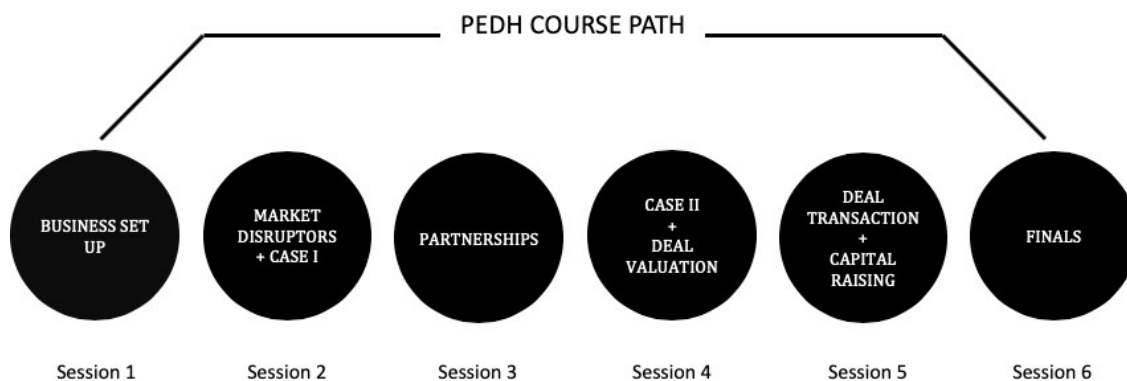 PEDH COURSE PATH
BUSINESS SET
UP
MARKET
DISRUPTORS
+ CASE I
PARTNERSHIPS
CASE II
+
DEAL
VALUATION
DEAL
TRANSACTION
+
CAPITAL
RAISING
FINALS
Session 1
Session 2
Session 3
Session 4
Session 5
Session 6